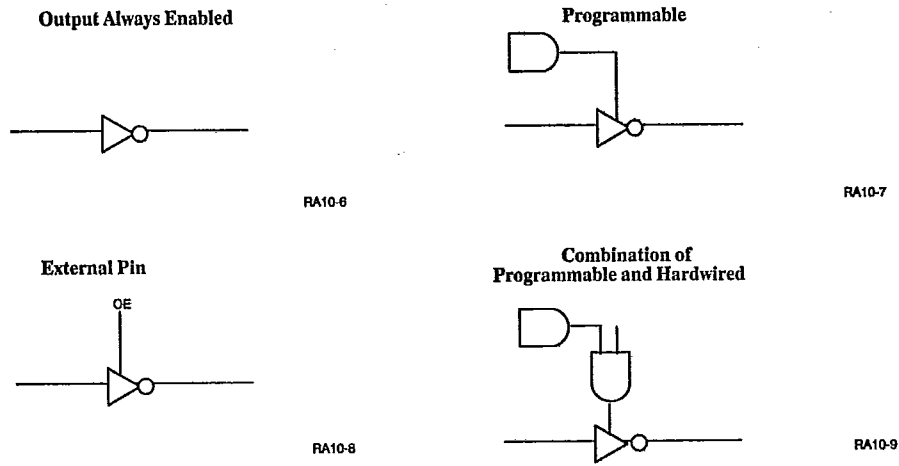 Output Always Enabled
RA10-6
Programmable
RA10-7
External Pin
OE
RA10-8
Combination of
Programmable and Hardwired
RA10-9